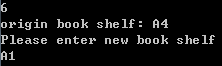 6
origin book shelf: A4
Please enter new book shelf
A1